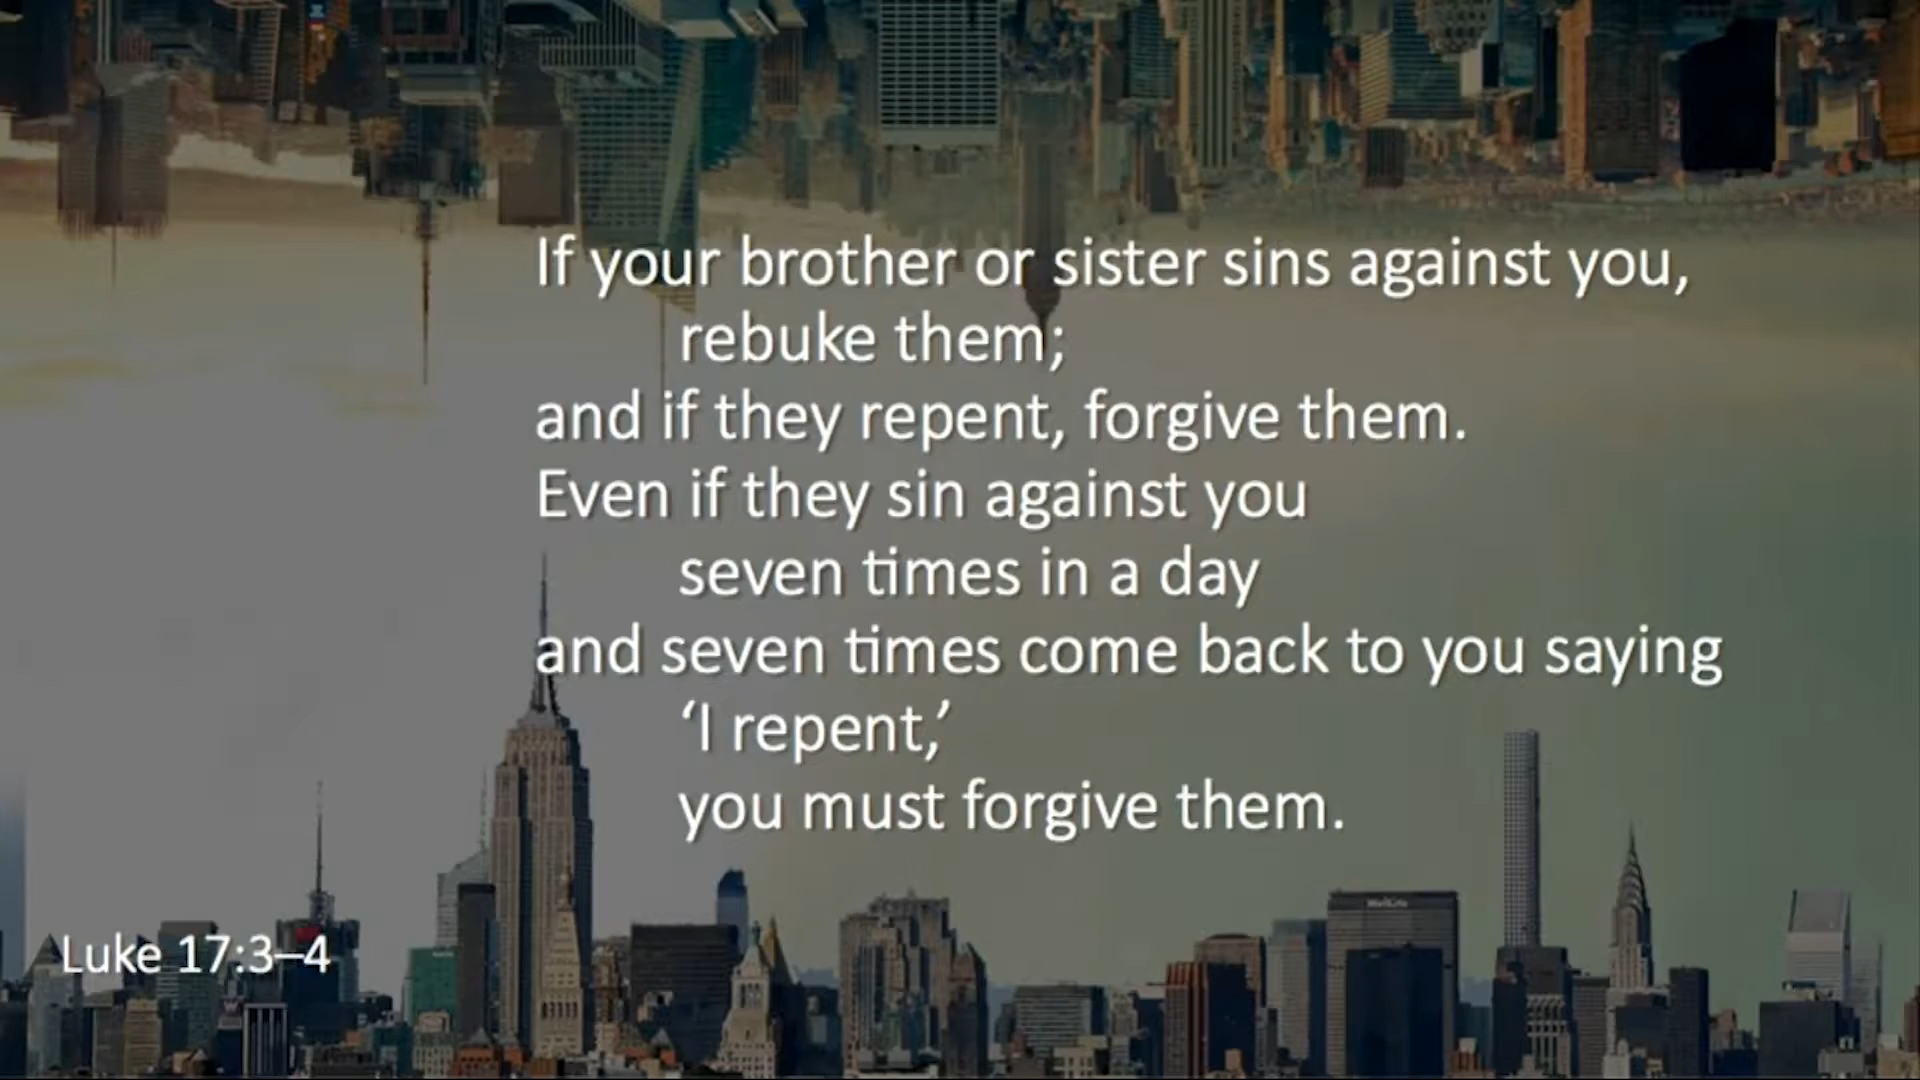 If your brother or sister sins against you,
rebuke them;
and if they repent, forgive them.
Even if they sin against you
seven times in a day
and seven times come back to you saying
‘I repent,’
you must forgive them.
MetLife
Luke 17:3–4